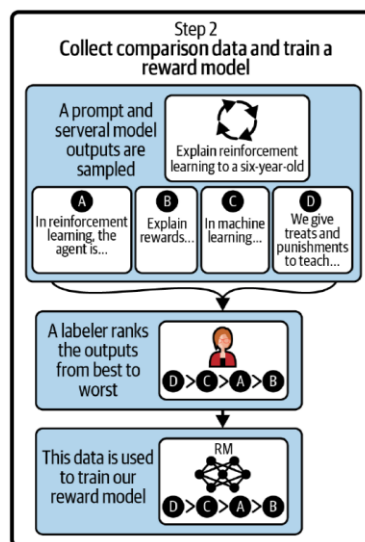 Step 2
Collect comparison data and train a
reward model
A prompt and
serveral model
outputs are
sampled
Explain reinforcement
learning to a six-year-old
A
In reinforcement
learning, the
agent is...
B
Explain
rewards...
C
In machine
learning...
D
We give
treats and
punishments
to teach...
A labeler ranks
the outputs
from best to
worst
D>C>A>B
This data is used
to train our
reward model
RM
D>C>A>B